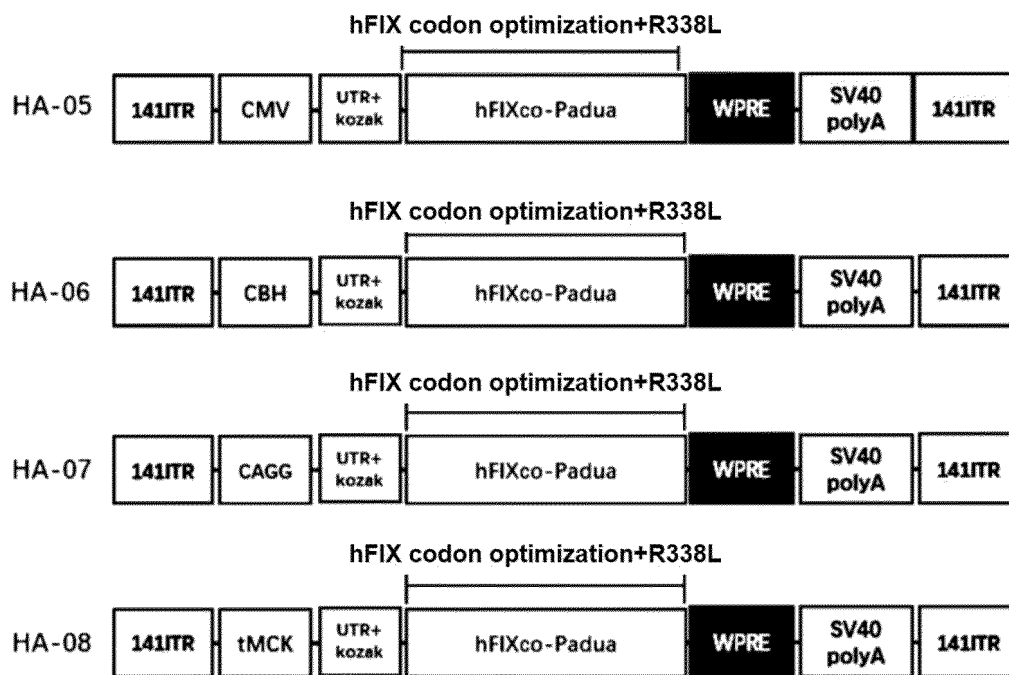 hFIX codon optimization+R338L
HA-05 141ITR CMV UTR+ kozak hFIXco-Padua WPRE SV40 polyA 141ITR
hFIX codon optimization+R338L
HA-06 141ITR CBH UTR+ kozak hFIXco-Padua WPRE SV40 polyA 141ITR
hFIX codon optimization+R338L
HA-07 141ITR CAGG UTR+ kozak hFIXco-Padua WPRE SV40 polyA 141ITR
hFIX codon optimization+R338L
HA-08 141ITR tMCK UTR+ kozak hFIXco-Padua WPRE SV40 polyA 141ITR